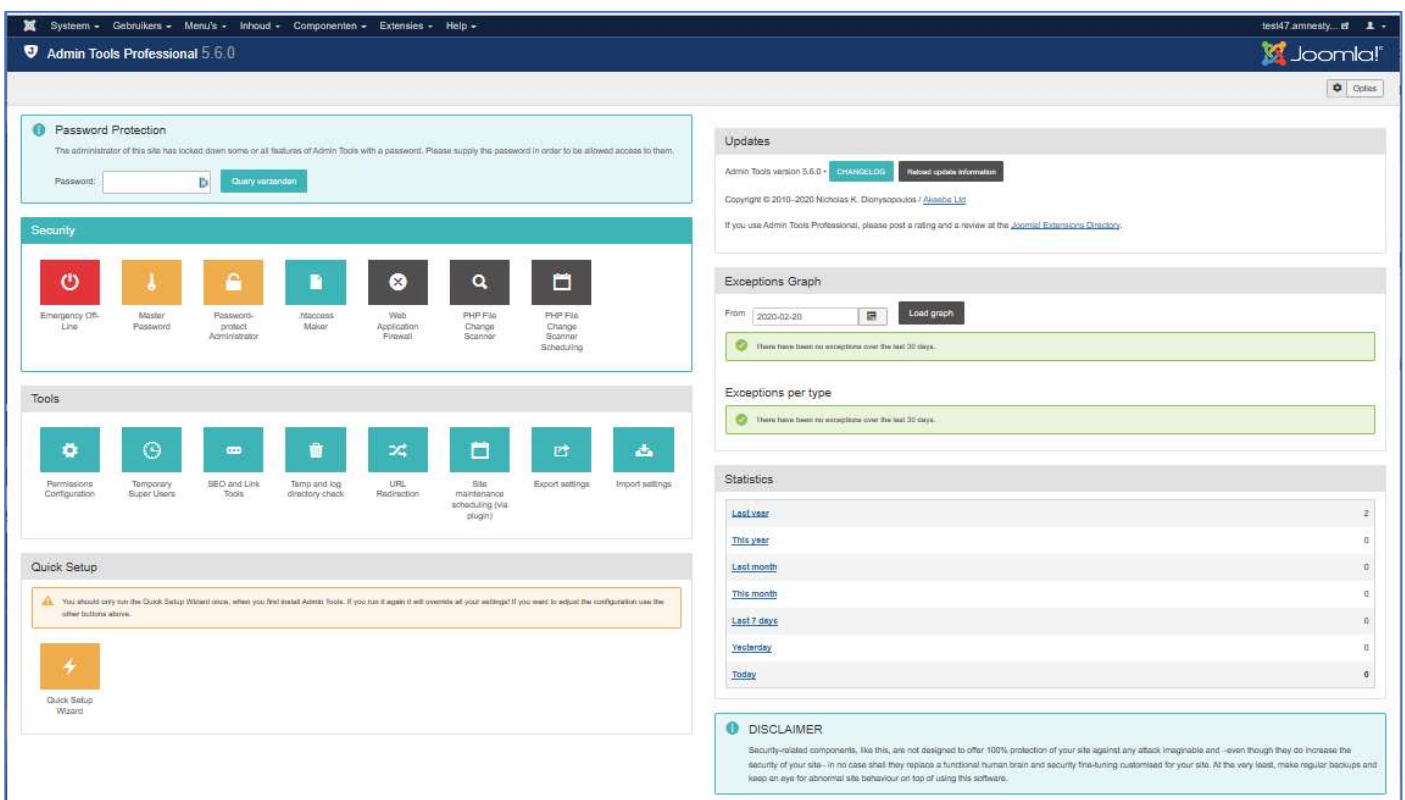 Systeem Gebruikers Menu's Inhoud Componenten Extensies Help
test47.amnesty...
Admin Tools Professional 5.6.0
Joomla!
Opties
Password Protection
The administrator of this site has locked down some or all features of Admin Tools with a password. Please supply the password in order to be allowed access to them.
Password:
Query verzenden
Security
Emergency Off-
Line
Master
Password
Password-
protect
Administrator
.htaccess
Maker
Web
Application
Firewall
PHP File
Change
Scanner
PHP File
Change
Scanner
Scheduling
Tools
Permissions
Configuration
Temporary
Super Users
SEO and Link
Tools
Temp and log
directory check
URL
Redirection
Site
maintenance
scheduling (via
plugin)
Export settings
Import settings
Quick Setup
You should only run the Quick Setup Wizard once, when you first install Admin Tools. If you run it again it will override all your settings! If you want to adjust the configuration use the
other buttons above.
Quick Setup
Wizard
Updates
Admin Tools version 5.6.0 • CHANGELOG Reload update information
Copyright © 2010–2020 Nicholas K. Dionysopoulos / Akeeba Ltd
If you use Admin Tools Professional, please post a rating and a review at the Joomla! Extensions Directory.
Exceptions Graph
From 2020-02-20 Load graph
There have been no exceptions over the last 30 days.
Exceptions per type
There have been no exceptions over the last 30 days.
Statistics
Last year 2
This year 0
Last month 0
This month 0
Last 7 days 0
Yesterday 0
Today 0
DISCLAIMER
Security-related components, like this, are not designed to offer 100% protection of your site against any attack imaginable and –even though they do increase the
security of your site– in no case shall they replace a functional human brain and security fine-tuning customised for your site. At the very least, make regular backups and
keep an eye for abnormal site behaviour on top of using this software.